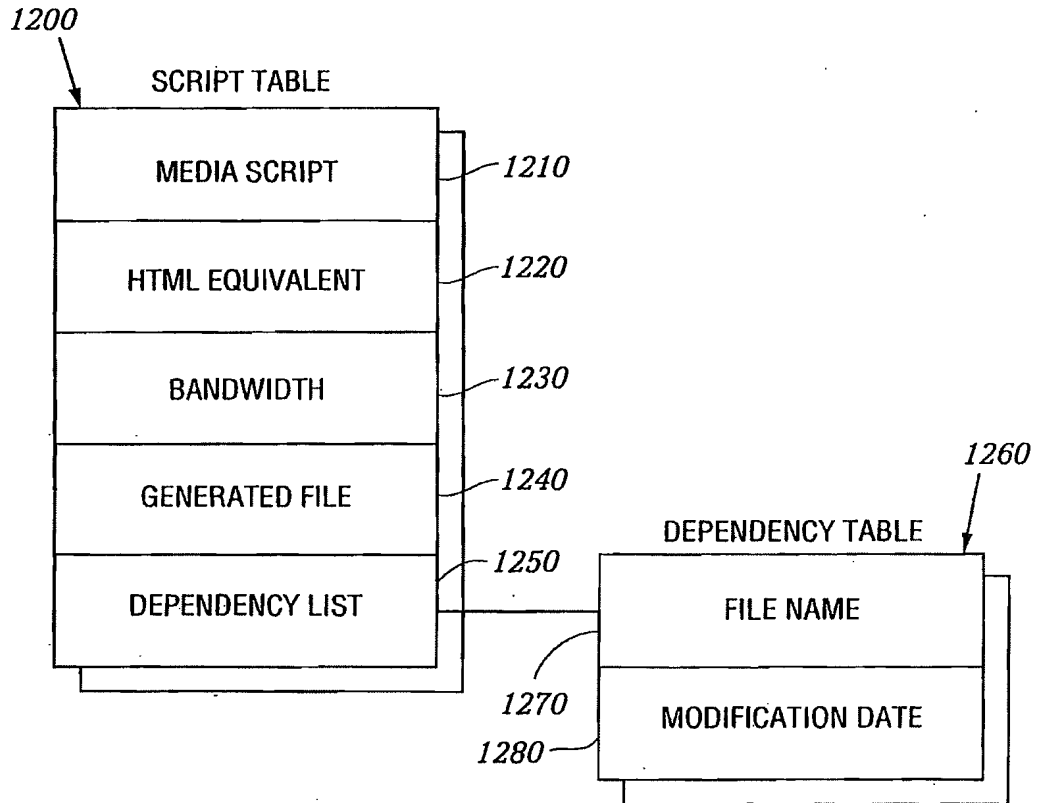 1200
SCRIPT TABLE
MEDIA SCRIPT
1210
HTML EQUIVALENT
1220
BANDWIDTH
1230
GENERATED FILE
1240
DEPENDENCY LIST
1250
1260
DEPENDENCY TABLE
FILE NAME
1270
MODIFICATION DATE
1280